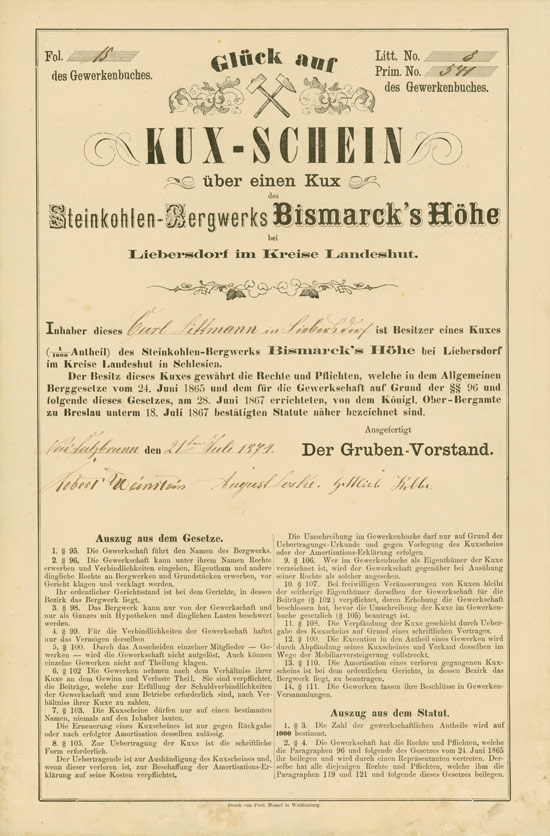 Fol. 15
des Gewerkenbuches.
Glück auf
Litt. No. 8
Prim. No. 541
des Gewerkenbuches.
KUX-SCHEIN
über einen Kux
des
Steinkohlen-Bergwerks Bismarck's Höhe
bei
Liebersdorf im Kreise Landeshut.
Inhaber dieses Carl Littmann in Liebersdorf ist Besitzer eines Kuxes
(1/1000 Antheil) des Steinkohlen-Bergwerks Bismarck's Höhe bei Liebersdorf
im Kreise Landeshut in Schlesien.
Der Besitz dieses Kuxes gewährt die Rechte und Pflichten, welche in dem Allgemeinen
Berggesetze vom 24. Juni 1865 und dem für die Gewerkschaft auf Grund der §§ 96 und
folgende dieses Gesetzes, am 28. Juni 1867 errichteten, von dem Königl. Ober-Bergamte
zu Breslau unterm 18. Juli 1867 bestätigten Statute näher bezeichnet sind.
Ausgefertigt
Neu Salzbrunn den 21ten Juli 1874.
Der Gruben-Vorstand.
Robert August Gottlieb
Auszug aus dem Gesetze.
1. § 95. Die Gewerkschaft führt den Namen des Bergwerks.
2. § 96. Die Gewerkschaft kann unter ihrem Namen Rechte
erwerben und Verbindlichkeiten eingehen, Eigenthum und andere
dingliche Rechte an Bergwerken und Grundstücken erwerben, vor
Gericht klagen und verklagt werden.
Ihr ordentlicher Gerichtsstand ist bei dem Gerichte, in dessen
Bezirk das Bergwerk liegt.
3. § 98. Das Bergwerk kann nur von der Gewerkschaft und
nur als Ganzes mit Hypotheken und dinglichen Lasten beschwert
werden.
4. § 99. Für die Verbindlichkeiten der Gewerkschaft haftet
nur das Vermögen derselben
5. § 100. Durch das Ausscheiden einzelner Mitglieder — Ge-
werken — wird die Gewerkschaft nicht aufgelöst. Auch können
einzelne Gewerken nicht auf Theilung klagen.
6. § 102 Die Gewerken nehmen nach dem Verhältniss ihrer
Kuxe an dem Gewinn und Verluste Theil. Sie sind verpflichtet,
die Beiträge, welche zur Erfüllung der Schuldverbindlichkeiten
der Gewerkschaft und zum Betriebe erforderlich sind, nach Ver-
hältniss ihrer Kuxe zu zahlen.
7. § 103. Die Kuxscheine dürfen nur auf einen bestimmten
Namen, niemals auf den Inhaber lauten.
Die Erneuerung eines Kuxscheines ist nur gegen Rückgabe
oder nach erfolgter Amortisation desselben zulässig.
8. § 105. Zur Uebertragung der Kuxe ist die schriftliche
Form erforderlich.
Der Uebertragende ist zur Aushändigung des Kuxscheines und,
wenn dieser verloren ist, zur Beschaffung der Amortisations-Er-
klärung auf seine Kosten verpflichtet.
Die Umschreibung im Gewerkenbuche darf nur auf Grund der
Uebertragungs-Urkunde und gegen Vorlegung des Kuxscheins
oder der Amortisations-Erklärung erfolgen.
9. § 106. Wer im Gewerkenbuche als Eigenthümer der Kuxe
verzeichnet ist, wird der Gewerkschaft gegenüber bei Ausübung
seiner Rechte als solcher angesehen.
10. § 107. Bei freiwilligen Veräusserungen von Kuxen bleibt
der seitherige Eigenthümer derselben der Gewerkschaft für die
Beiträge (§ 102.) verpflichtet, deren Erhebung die Gewerkschaft
beschlossen hat, bevor die Umschreibung der Kuxe im Gewerken-
buche gesetzlich (§ 105) beantragt ist.
11. § 108. Die Verpfändung der Kuxe geschieht durch Ueber-
gabe des Kuxscheins auf Grund eines schriftlichen Vertrages.
12. § 109. Die Execution in den Antheil eines Gewerken wird
durch Abpfändung seines Kuxscheins und Verkauf desselben im
Wege der Mobiliarversteigerung vollstreckt.
13. § 110. Die Amortisation eines verloren gegangenen Kux-
scheins ist bei dem ordentlichen Gerichts, in dessen Bezirk das
Bergwerk liegt, zu beantragen.
14. § 111. Die Gewerken fassen ihre Beschlüsse in Gewerken-
Versammlungen.
Auszug aus dem Statut.
1. § 3. Die Zahl der gewerkschaftlichen Antheile wird auf
1000 bestimmt.
2. § 4. Die Gewerkschaft hat die Rechte und Pflichten, welche
die Paragraphen 96 und folgende des Gesetzes vom 24. Juni 1865
ihr beilegen und wird durch einen Repräsentanten vertreten. Der-
selbe hat alle diejenigen Rechte und Pflichten, welche ihm die
Paragraphen 119 und 121 und folgende dieses Gesetzes beilegen.
Druck von Ferd. Domel in Waldenburg.